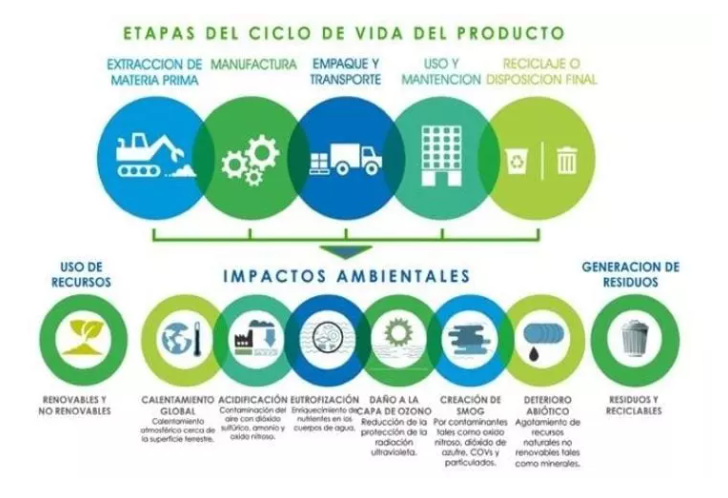 ETAPAS DEL CICLO DE VIDA DEL PRODUCTO
EXTRACCION DE
MATERIA PRIMA
MANUFACTURA
EMPAQUE Y
TRANSPORTE
USO Y
MANTENCION
RECICLAJE O
DISPOSICION FINAL
USO DE
RECURSOS
IMPACTOS AMBIENTALES
GENERACION DE
RESIDUOS
RENOVABLES Y
NO RENOVABLES
CALENTAMIENTO
GLOBAL
Calentamiento
atmosférico cerca de
la superficie terrestre.
ACIDIFICACIÓN
Contaminación del
aire con dióxido
sulfúrico, amonio y
oxido nitroso.
EUTROFIZACIÓN
Enriquecimiento de
nutrientes en los
cuerpos de agua.
DAÑO A LA
CAPA DE OZONO
Reducción de la
protección de la
radiación
ultravioleta.
CREACIÓN DE
SMOG
Por contaminantes
tales como oxido
nitroso, dióxido de
azufre, COVs y
particulados.
DETERIORO
ABIÓTICO
Agotamiento de
recursos
naturales no
renovables tales
como minerales.
RESIDUOS Y
RECICLABLES